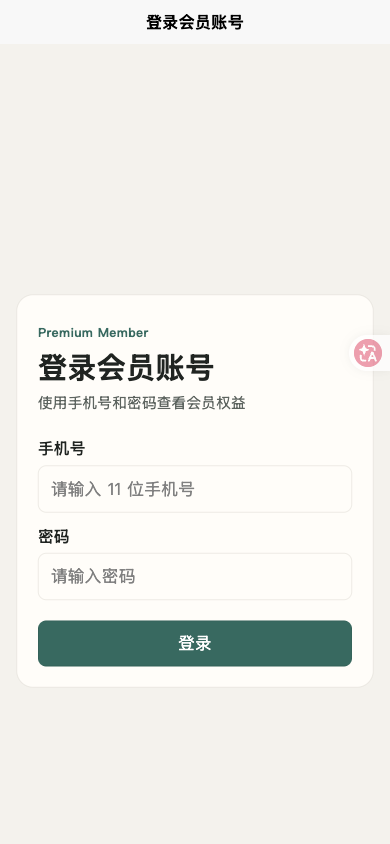 登录会员账号
Premium Member
登录会员账号
使用手机号和密码查看会员权益
手机号
请输入 11 位手机号
密码
请输入密码
登录